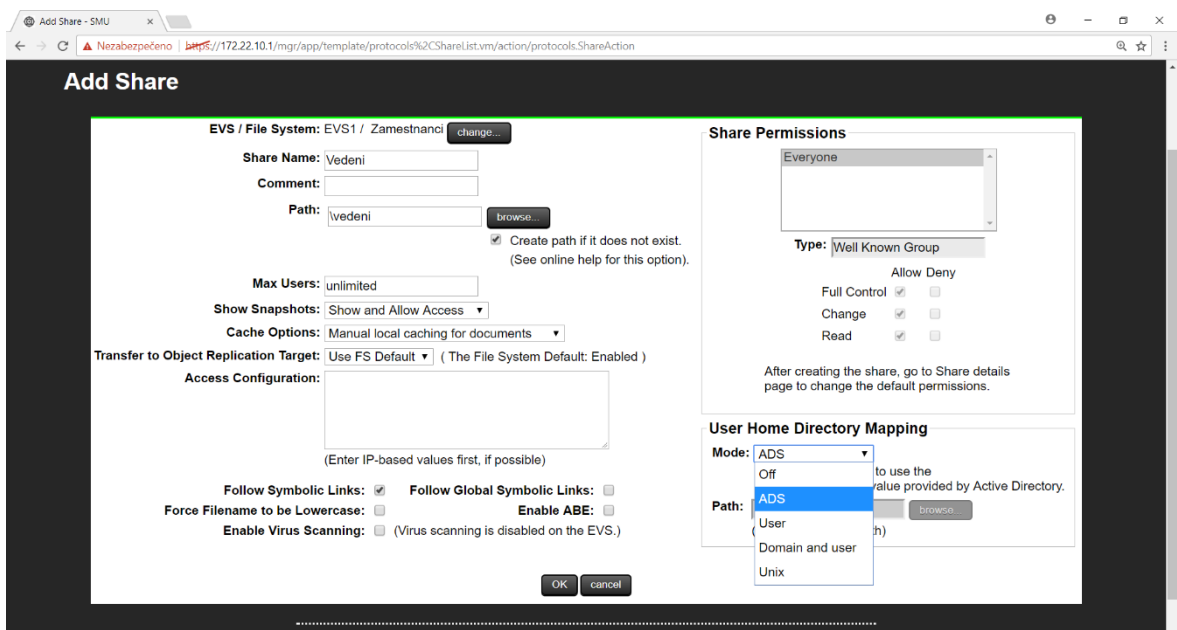 Add Share - SMU
Nezabezpečeno | https://172.22.10.1/mgr/app/template/protocols%2CShareList.vm/action/protocols.ShareAction
Add Share
EVS / File System: EVS1 / Zamestnanci change...
Share Name: Vedeni
Comment:
Path: \vedeni browse...
Create path if it does not exist.
(See online help for this option).
Max Users: unlimited
Show Snapshots: Show and Allow Access
Cache Options: Manual local caching for documents
Transfer to Object Replication Target: Use FS Default ( The File System Default: Enabled )
Access Configuration:
(Enter IP-based values first, if possible)
Follow Symbolic Links: Follow Global Symbolic Links:
Force Filename to be Lowercase: Enable ABE:
Enable Virus Scanning: (Virus scanning is disabled on the EVS.)
OK cancel
Share Permissions
Everyone
Type: Well Known Group
Allow Deny
Full Control
Change
Read
After creating the share, go to Share details
page to change the default permissions.
User Home Directory Mapping
Mode: ADS
Off to use the
ADS value provided by Active Directory.
Path: browse...
User
Domain and user
Unix